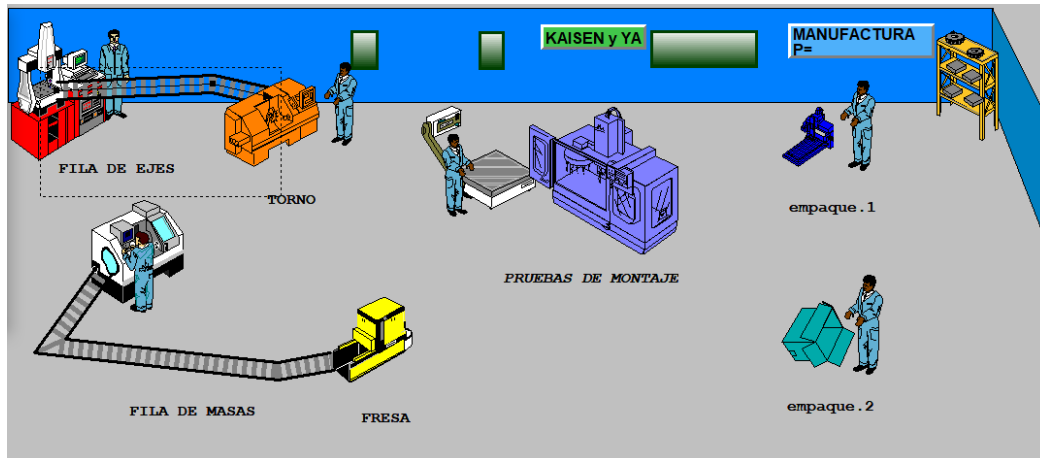 KAISEN y YA
MANUFACTURA
P=
FILA DE EJES
TORNO
empaque.1
PRUEBAS DE MONTAJE
FILA DE MASAS
FRESA
empaque.2